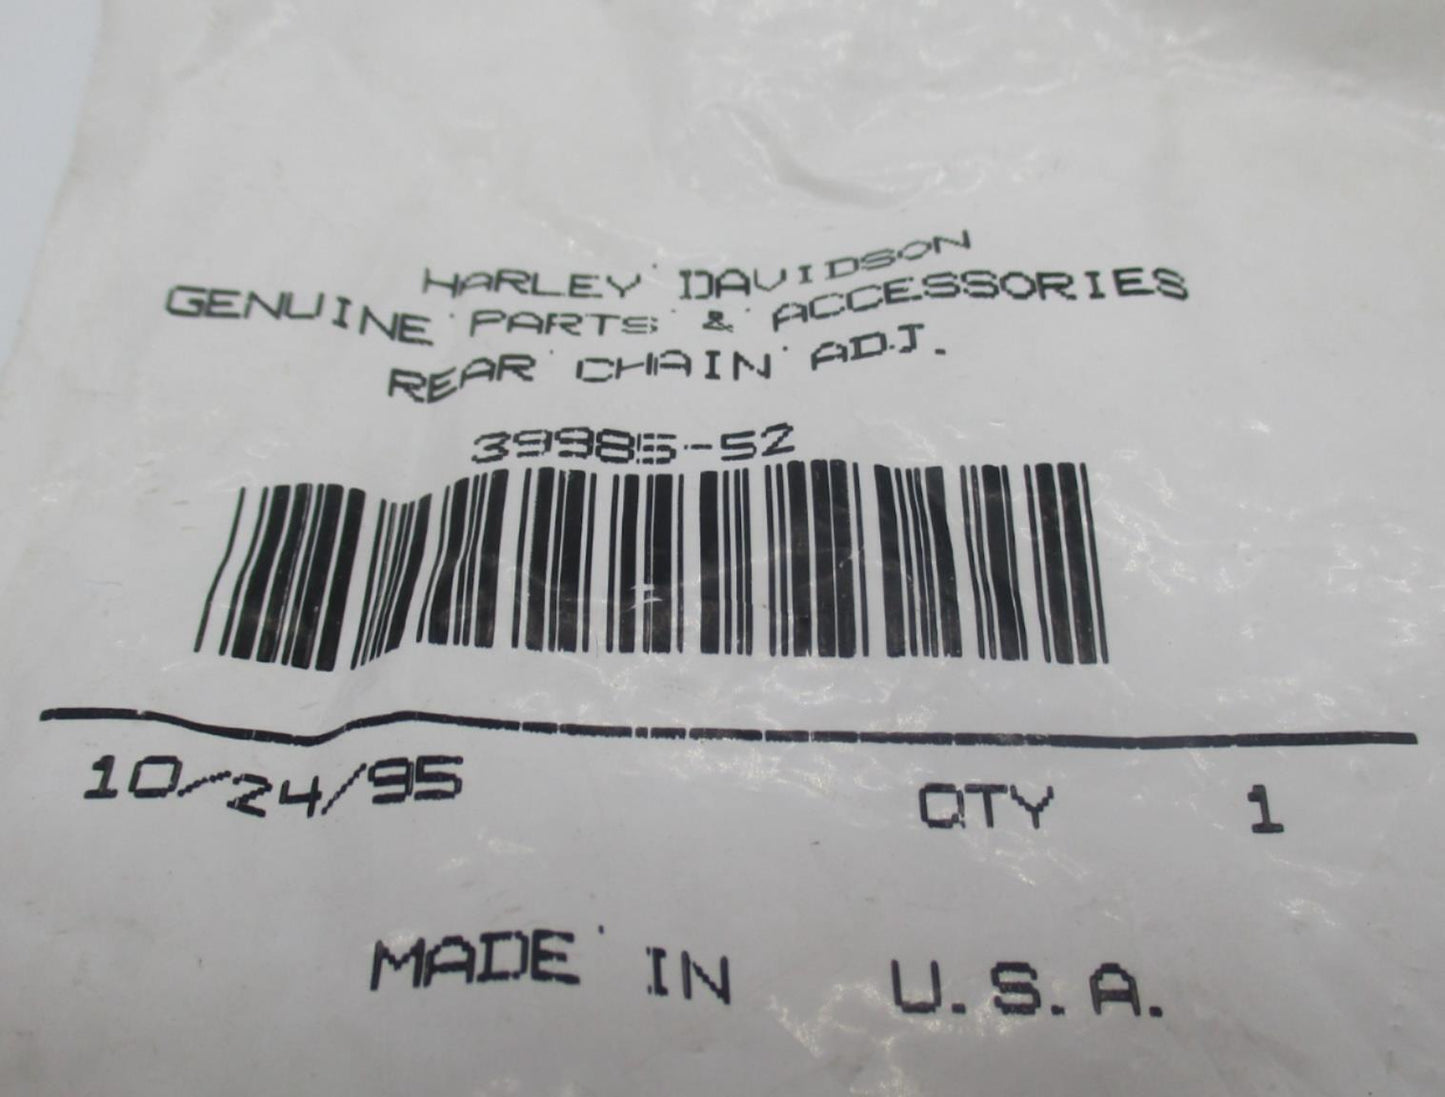 HARLEY DAVIDSON
GENUINE PARTS & ACCESSORIES
REAR CHAIN ADJ.
39985-52
10/24/95 QTY 1
MADE IN U.S.A.